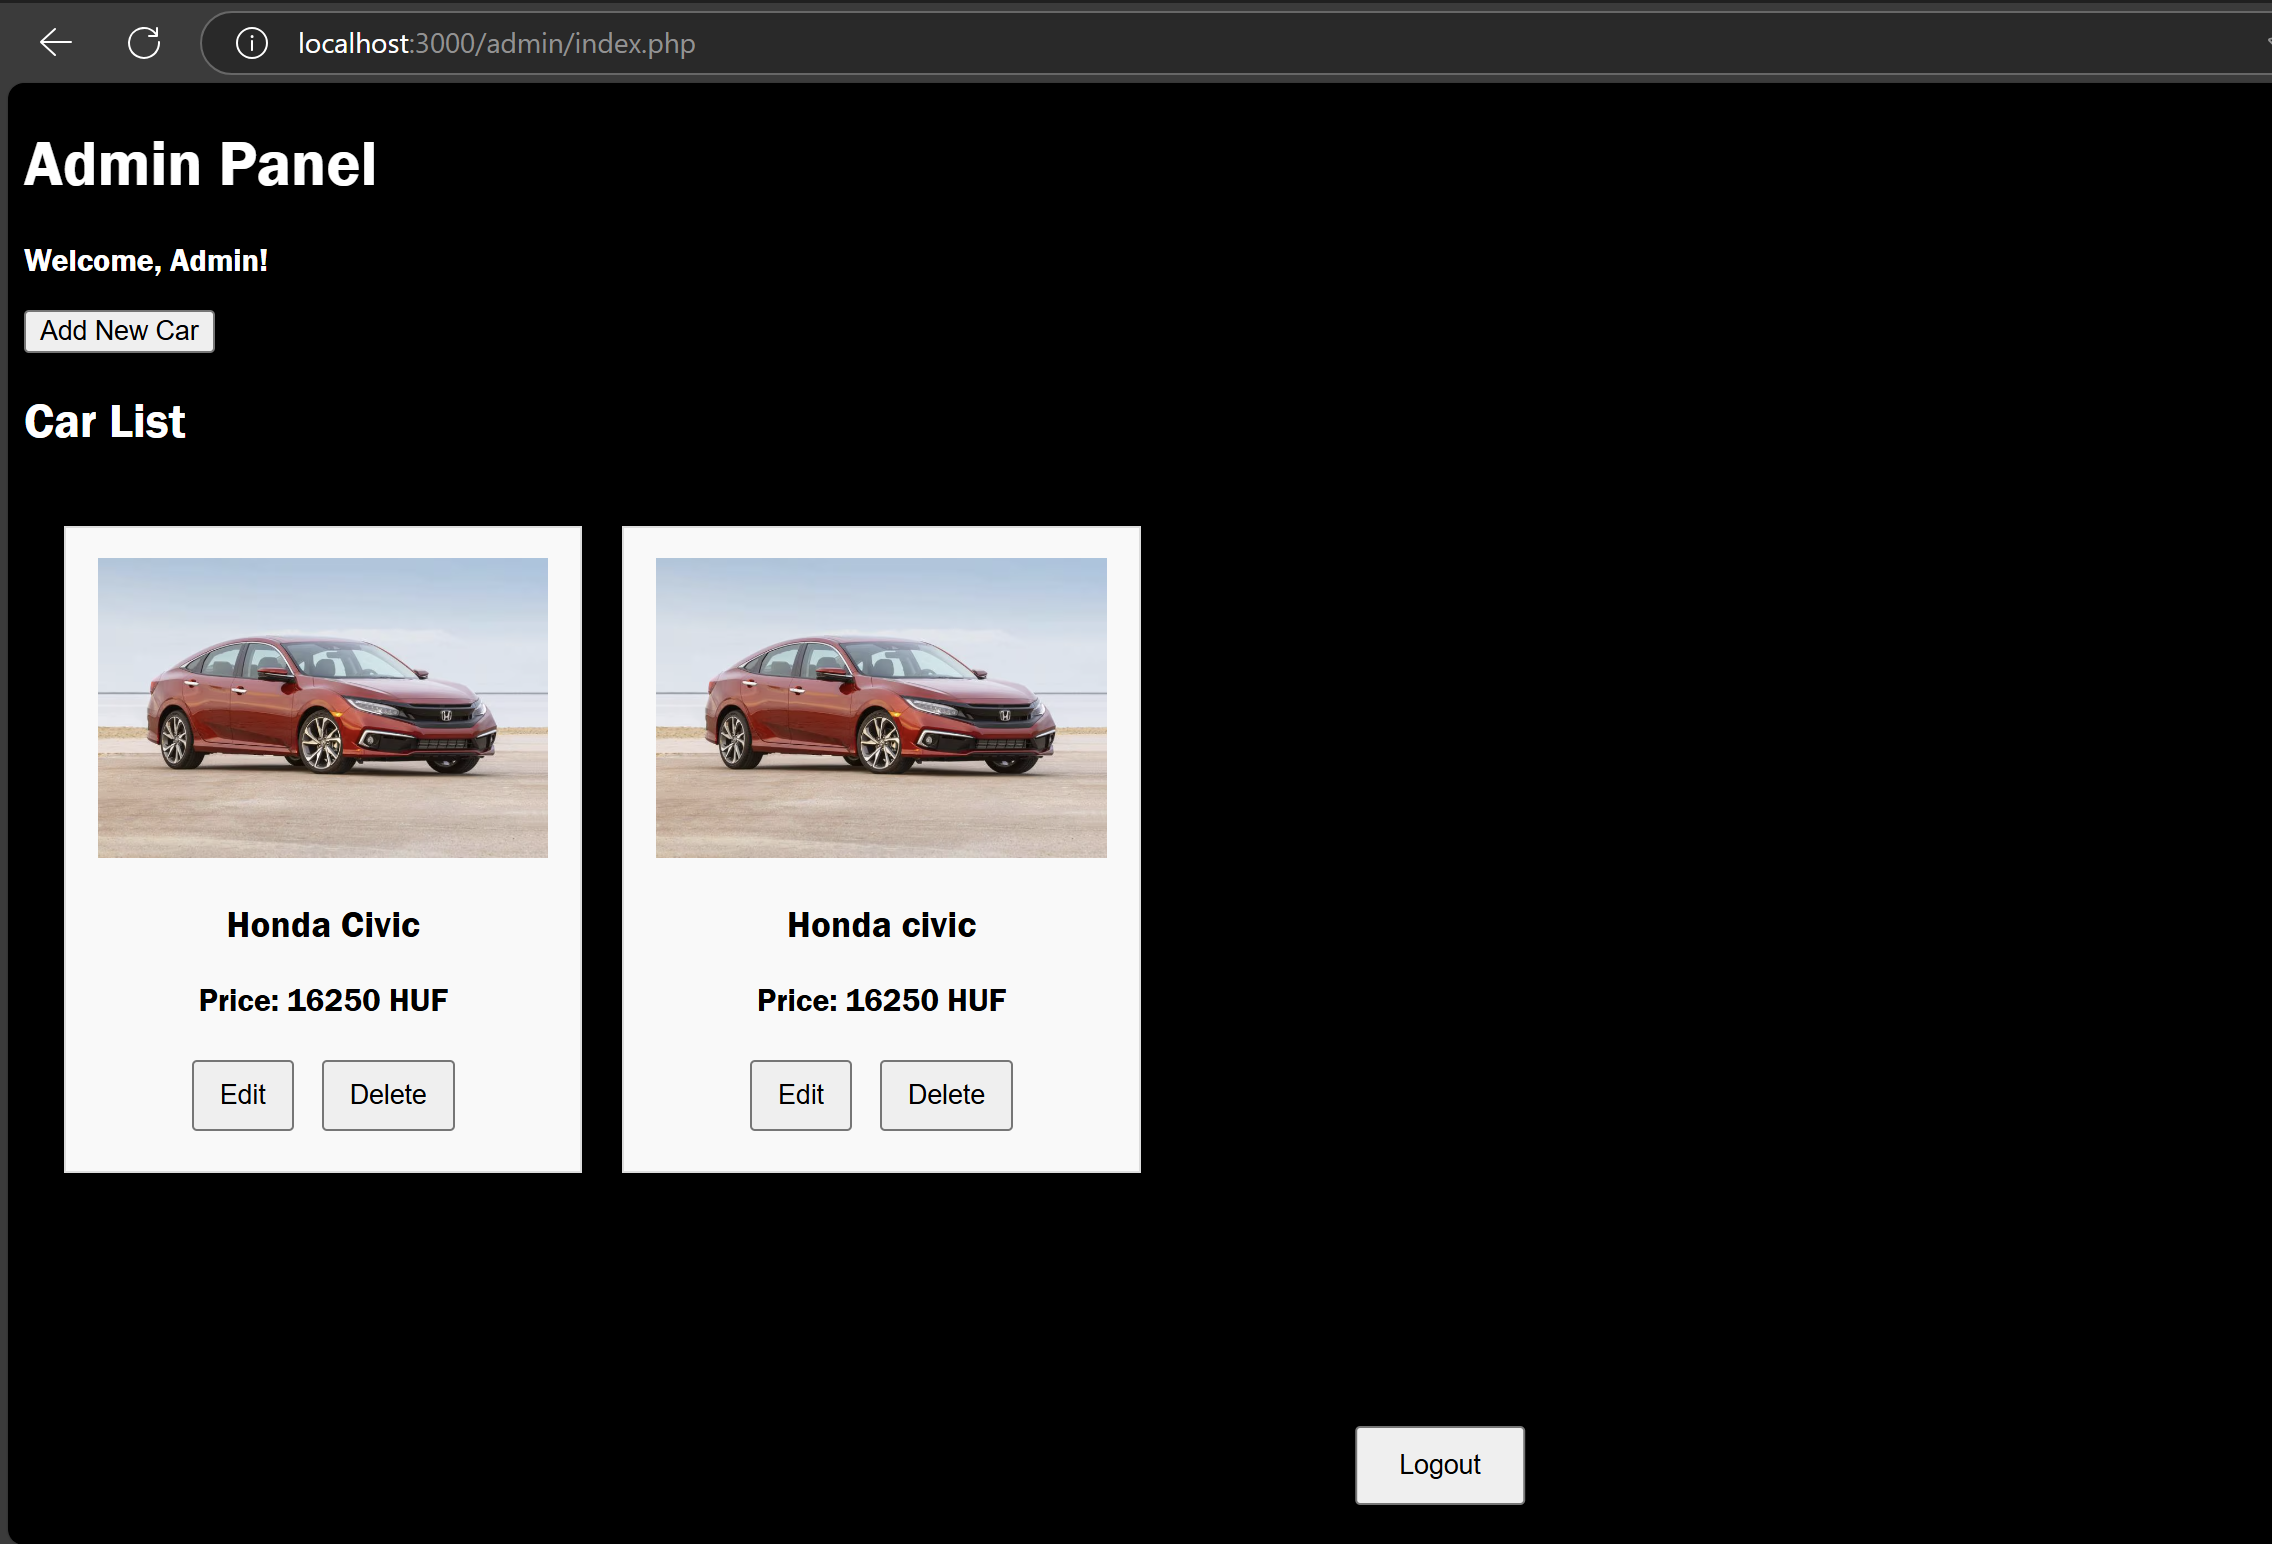 localhost:3000/admin/index.php
Admin Panel
Welcome, Admin!
Add New Car
Car List
Honda Civic
Price: 16250 HUF
Edit Delete
Honda civic
Price: 16250 HUF
Edit Delete
Logout